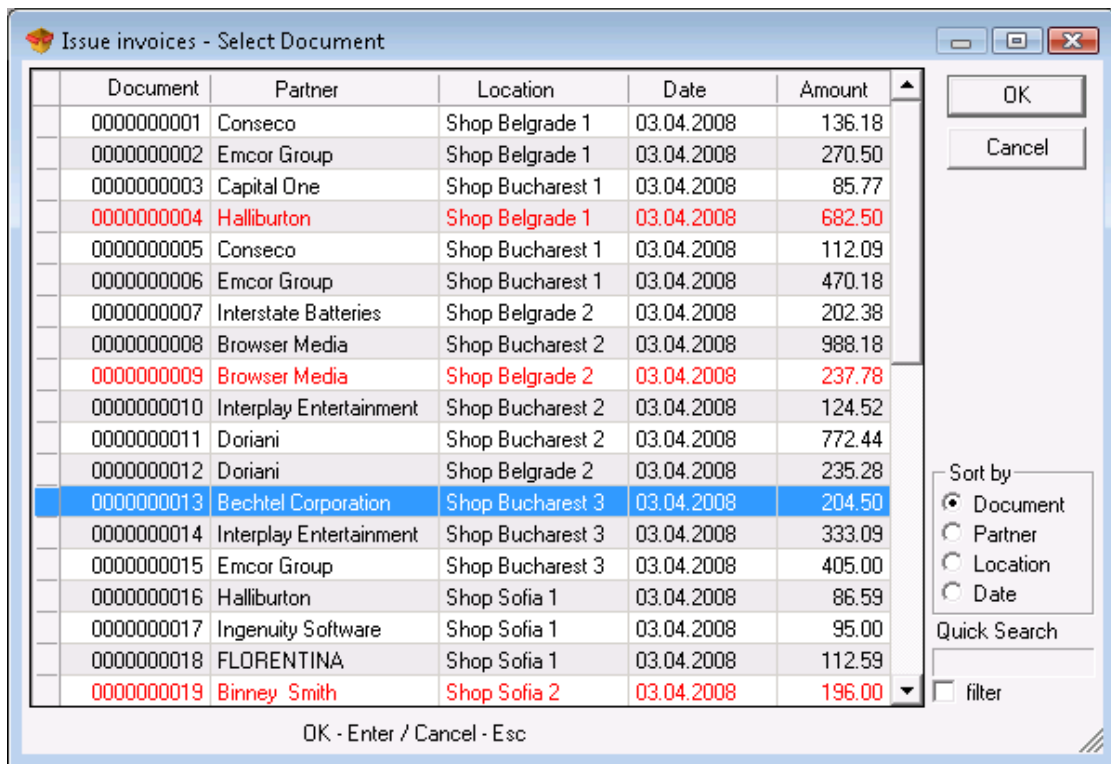 Issue invoices - Select Document
Document Partner Location Date Amount
0000000001 Conseco Shop Belgrade 1 03.04.2008 136.18
0000000002 Emcor Group Shop Belgrade 1 03.04.2008 270.50
0000000003 Capital One Shop Bucharest 1 03.04.2008 85.77
0000000004 Halliburton Shop Belgrade 1 03.04.2008 682.50
0000000005 Conseco Shop Bucharest 1 03.04.2008 112.09
0000000006 Emcor Group Shop Bucharest 1 03.04.2008 470.18
0000000007 Interstate Batteries Shop Belgrade 2 03.04.2008 202.38
0000000008 Browser Media Shop Bucharest 2 03.04.2008 988.18
0000000009 Browser Media Shop Belgrade 2 03.04.2008 237.78
0000000010 Interplay Entertainment Shop Bucharest 2 03.04.2008 124.52
0000000011 Doriani Shop Bucharest 2 03.04.2008 772.44
0000000012 Doriani Shop Belgrade 2 03.04.2008 235.28
0000000013 Bechtel Corporation Shop Bucharest 3 03.04.2008 204.50
0000000014 Interplay Entertainment Shop Bucharest 3 03.04.2008 333.09
0000000015 Emcor Group Shop Bucharest 3 03.04.2008 405.00
0000000016 Halliburton Shop Sofia 1 03.04.2008 86.59
0000000017 Ingenuity Software Shop Sofia 1 03.04.2008 95.00
0000000018 FLORENTINA Shop Sofia 1 03.04.2008 112.59
0000000019 Binney Smith Shop Sofia 2 03.04.2008 196.00
OK - Enter / Cancel - Esc
OK
Cancel
Sort by
Document
Partner
Location
Date
Quick Search
filter